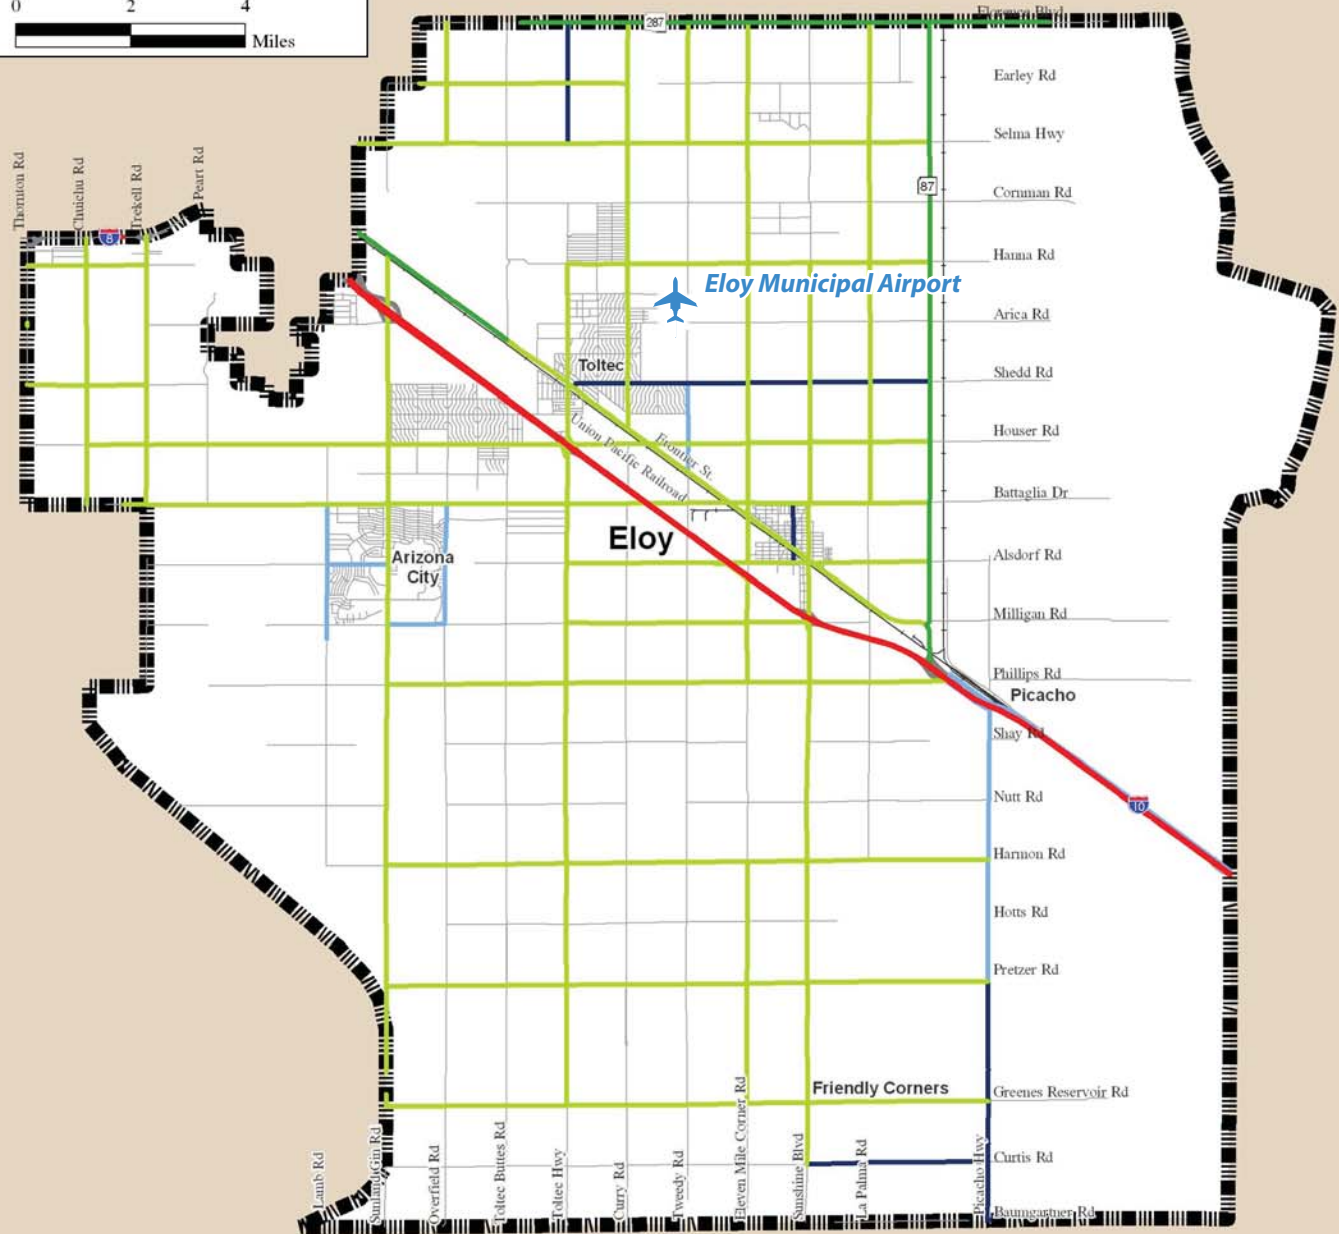 0 2 4
Miles
Florence Blvd
287
Earley Rd
Selma Hwy
87
Cornman Rd
Thornton Rd
Chuichu Rd
Trekell Rd
Peart Rd
8
Hanna Rd
Eloy Municipal Airport
Arica Rd
Toltec
Shedd Rd
Houser Rd
Frontier St.
Union Pacific Railroad
Battaglia Dr
Eloy
Arizona
City
Alsdorf Rd
Milligan Rd
Phillips Rd
Picacho
Shay Rd
Nutt Rd
10
Harmon Rd
Hotts Rd
Pretzer Rd
Friendly Corners
Greenes Reservoir Rd
Curtis Rd
Lamb Rd
Sunland Gin Rd
Overfield Rd
Toltec Buttes Rd
Toltec Hwy
Curry Rd
Tweedy Rd
Eleven Mile Corner Rd
Sunshine Blvd
La Palma Rd
Picacho Hwy
Baumgartner Rd